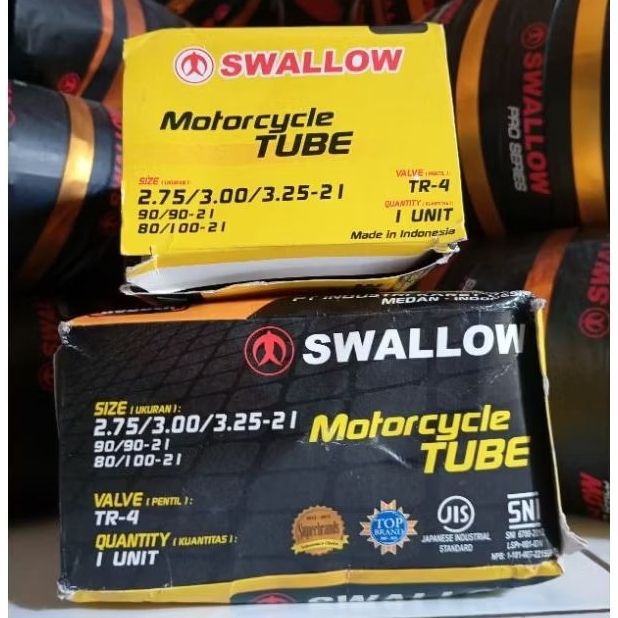 SWALLOW
Motorcycle
TUBE
SIZE (UKURAN):
2.75/3.00/3.25-21
90/90-21
80/100-21
VALVE (PENTIL):
TR-4
QUANTITY (KUANTITAS):
1 UNIT
Made in Indonesia
SWALLOW
PRO SERIES
MEDAN - INDONESIA
SWALLOW
SIZE (UKURAN):
2.75/3.00/3.25-21
90/90-21
80/100-21
Motorcycle
TUBE
VALVE (PENTIL):
TR-4
QUANTITY (KUANTITAS):
1 UNIT
Superbrands
TOP
BRAND
JIS
JAPANESE INDUSTRIAL
STANDARD
SNI